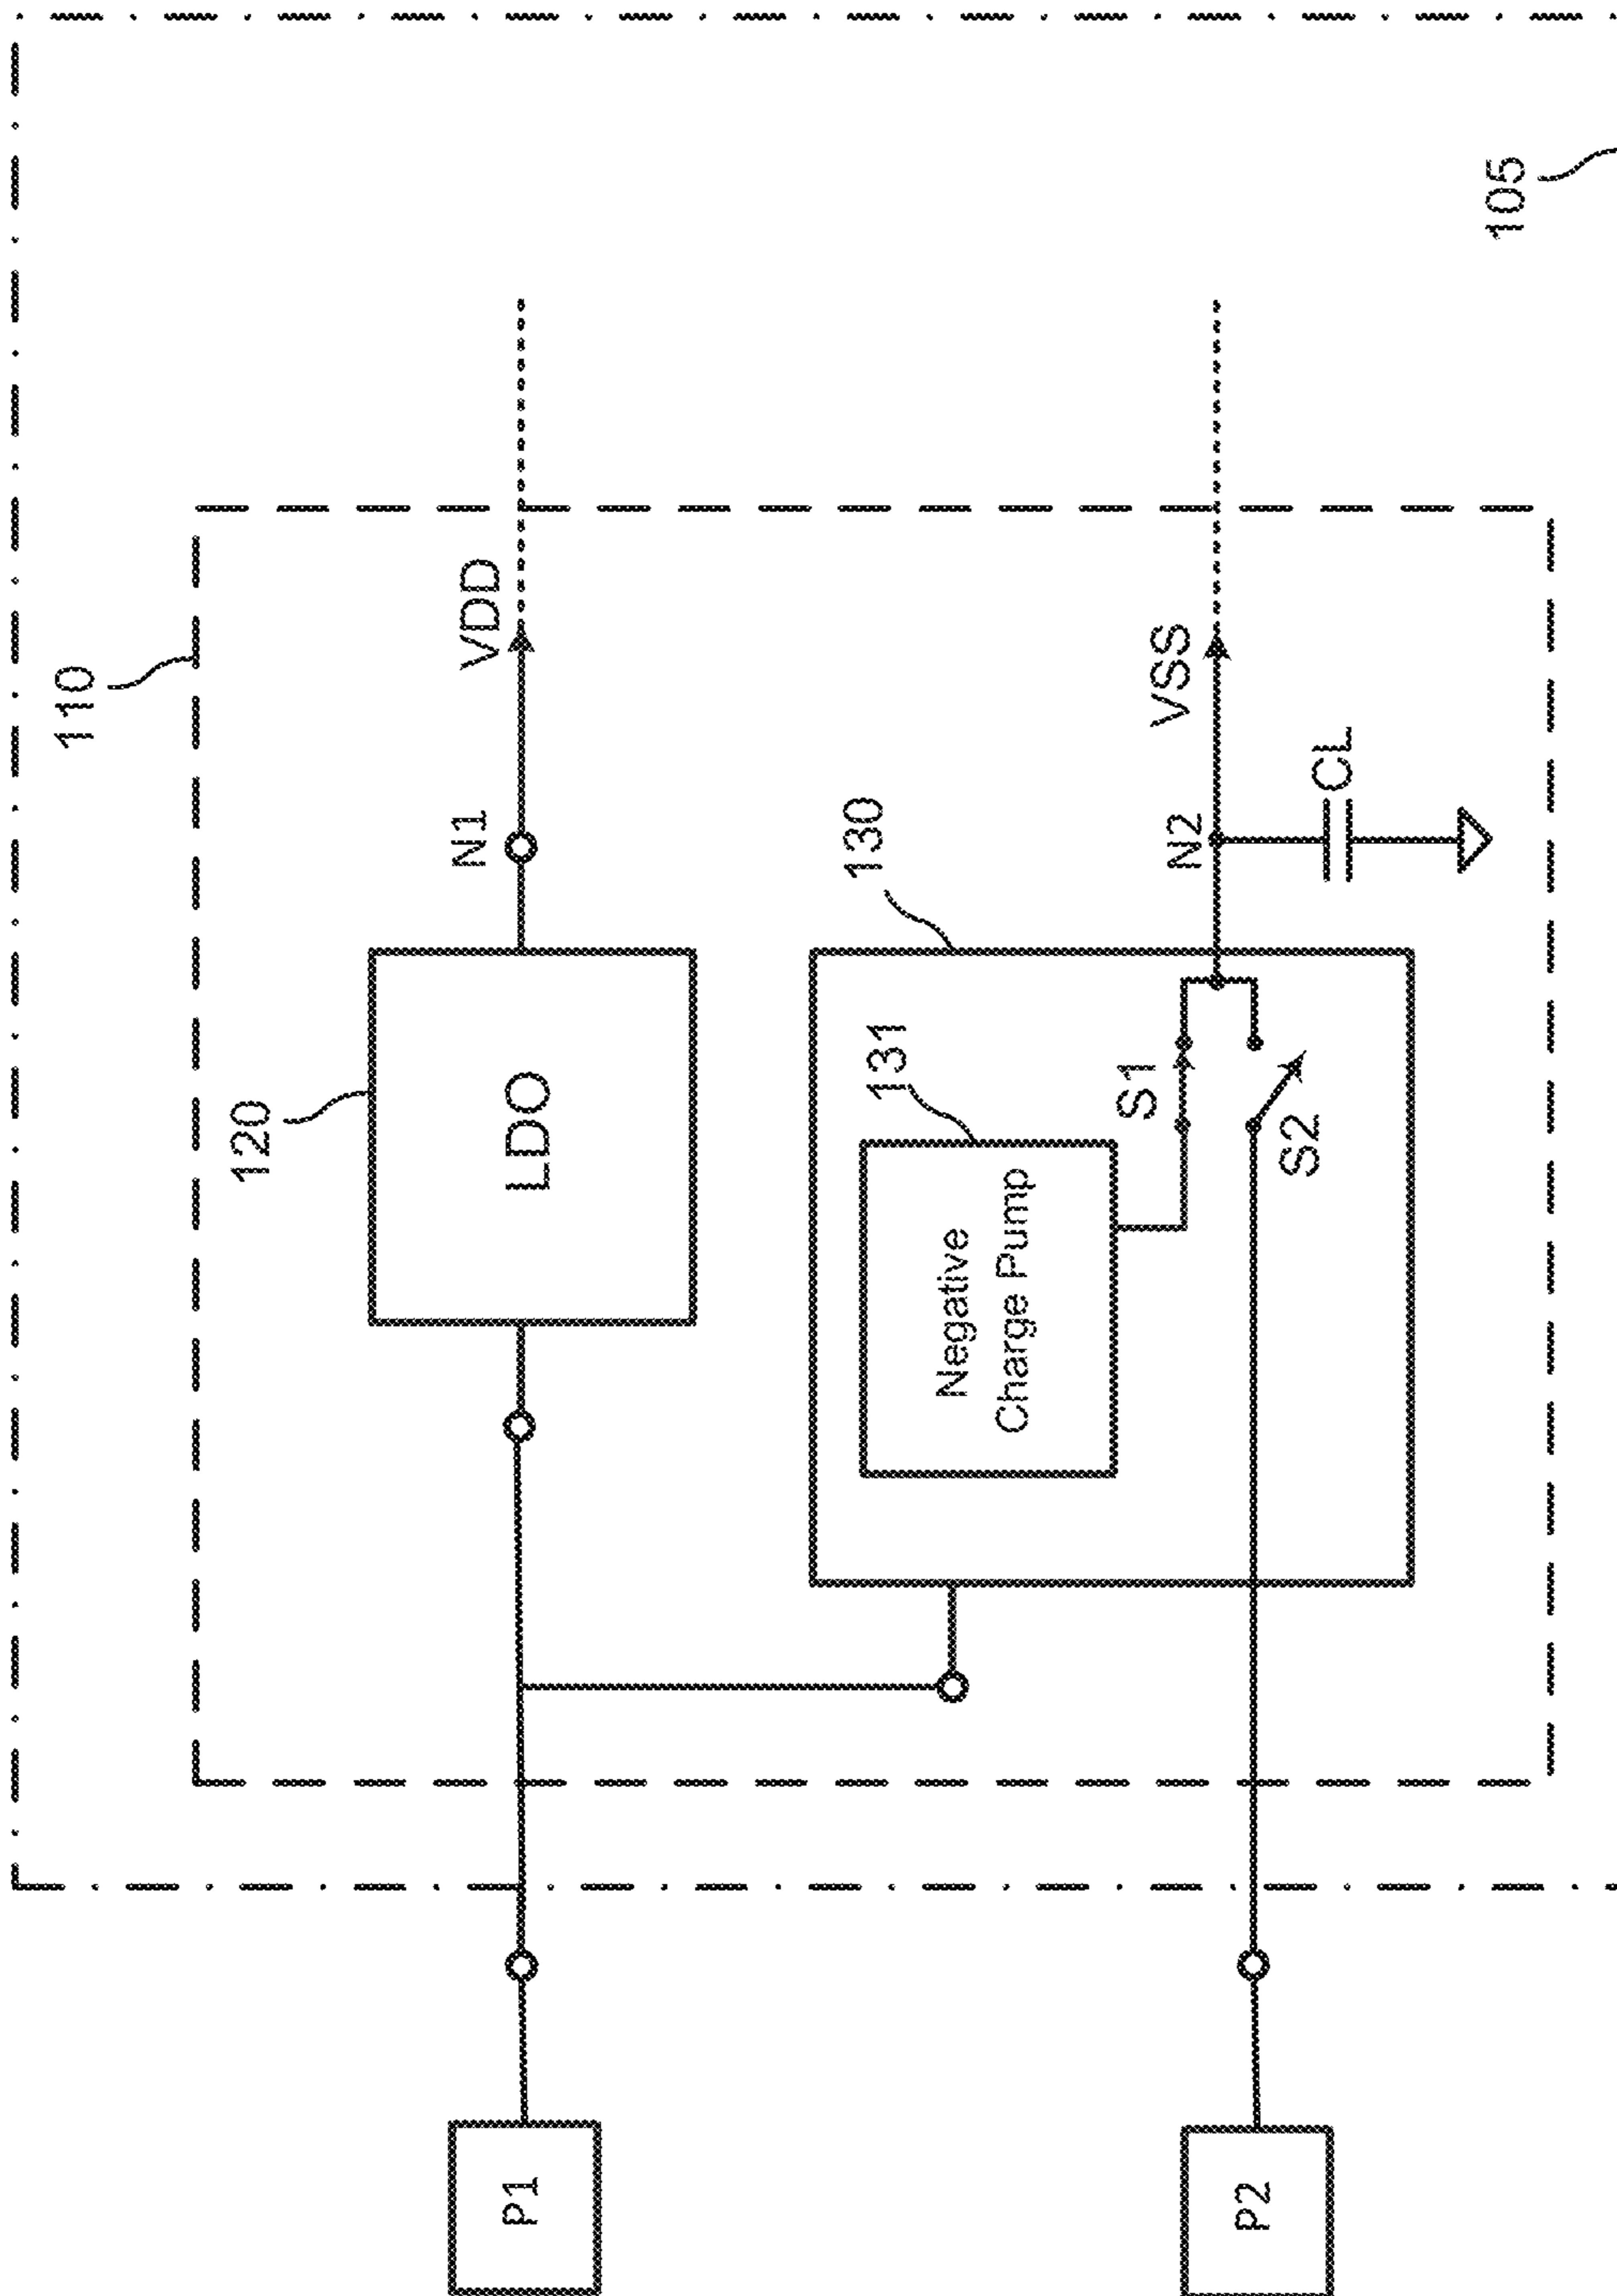 110
105
120
LDO
N1
VDD
130
131
Negative
Charge Pump
S1
S2
N2
VSS
CL
P1
P2